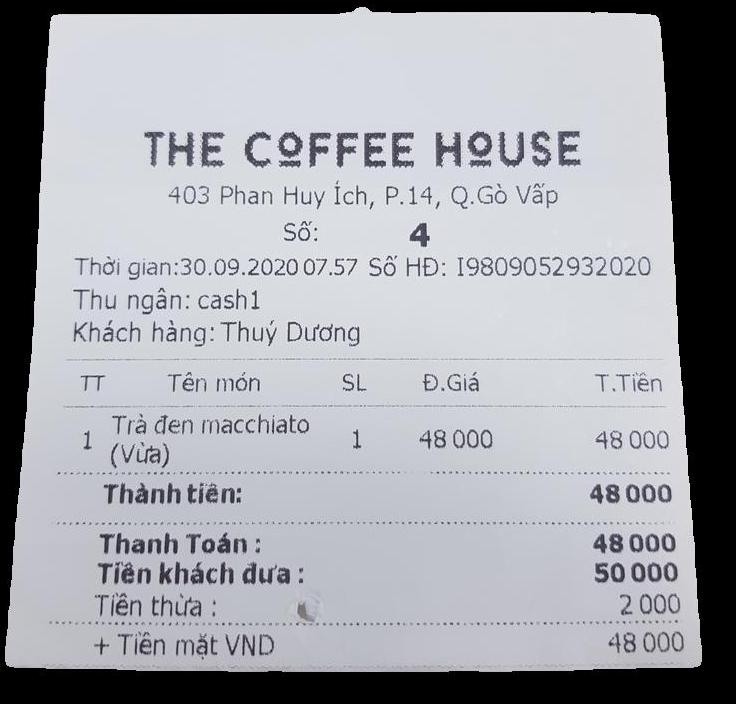 THE COFFEE HOUSE
403 Phan Huy Ích, P.14, Q.Gò Vấp
Số: 4
Thời gian:30.09.2020 07.57 Số HĐ: I9809052932020
Thu ngân: cash1
Khách hàng: Thuý Dương
TT Tên món SL Đ.Giá T.Tiền
1 Trà đen macchiato 1 48 000 48 000
(Vừa)
Thành tiền: 48 000
Thanh Toán : 48 000
Tiền khách đưa : 50 000
Tiền thừa : 2 000
+ Tiền mặt VND 48 000